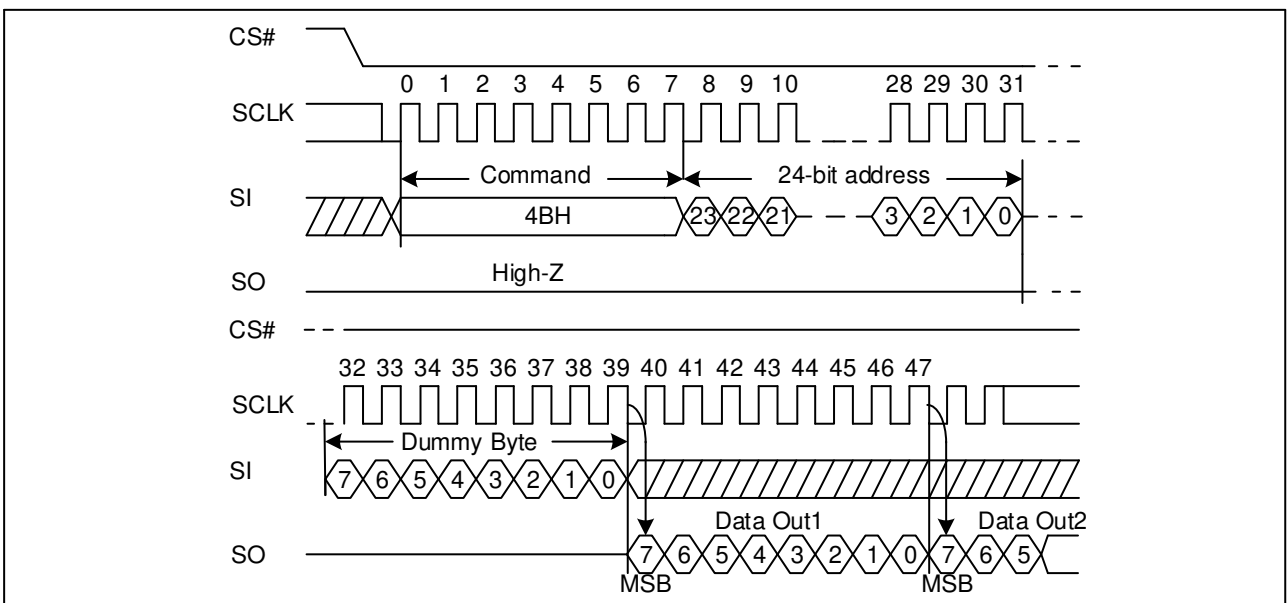 CS#
0 1 2 3 4 5 6 7 8 9 10 28 29 30 31
SCLK
Command 24-bit address
SI
4BH 23 22 21 3 2 1 0
High-Z
SO
CS#
32 33 34 35 36 37 38 39 40 41 42 43 44 45 46 47
SCLK
Dummy Byte
SI
7 6 5 4 3 2 1 0
Data Out1 Data Out2
SO
7 6 5 4 3 2 1 0 7 6 5
MSB MSB